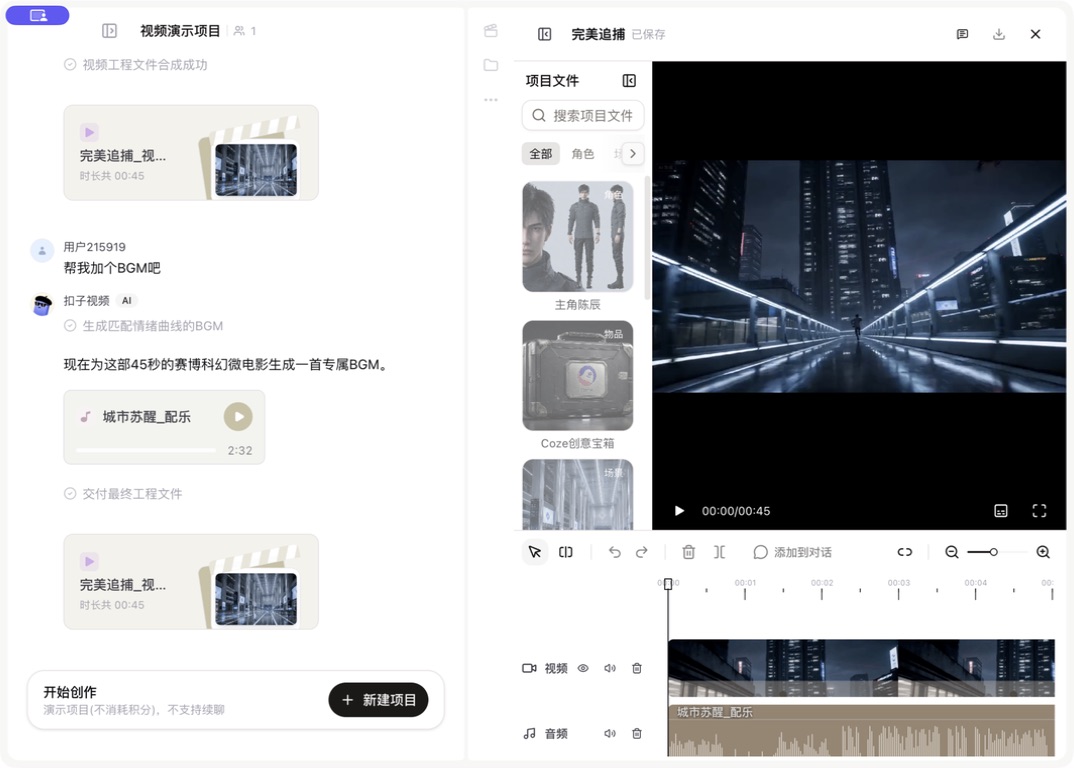 视频演示项目 1
视频工程文件合成成功
完美追捕_视...
时长共 00:45
用户215919
帮我加个BGM吧
扣子视频 AI
生成匹配情绪曲线的BGM
现在为这部45秒的赛博科幻微电影生成一首专属BGM。
城市苏醒_配乐
2:32
交付最终工程文件
完美追捕_视...
时长共 00:45
开始创作
演示项目(不消耗积分)，不支持续聊
新建项目
完美追捕 已保存
项目文件
搜索项目文件
全部 角色
角色
主角陈辰
物品
Coze创意宝箱
场景
00:00/00:45
添加到对话
00:01 00:02 00:03 00:04
视频
城市苏醒_配乐
音频